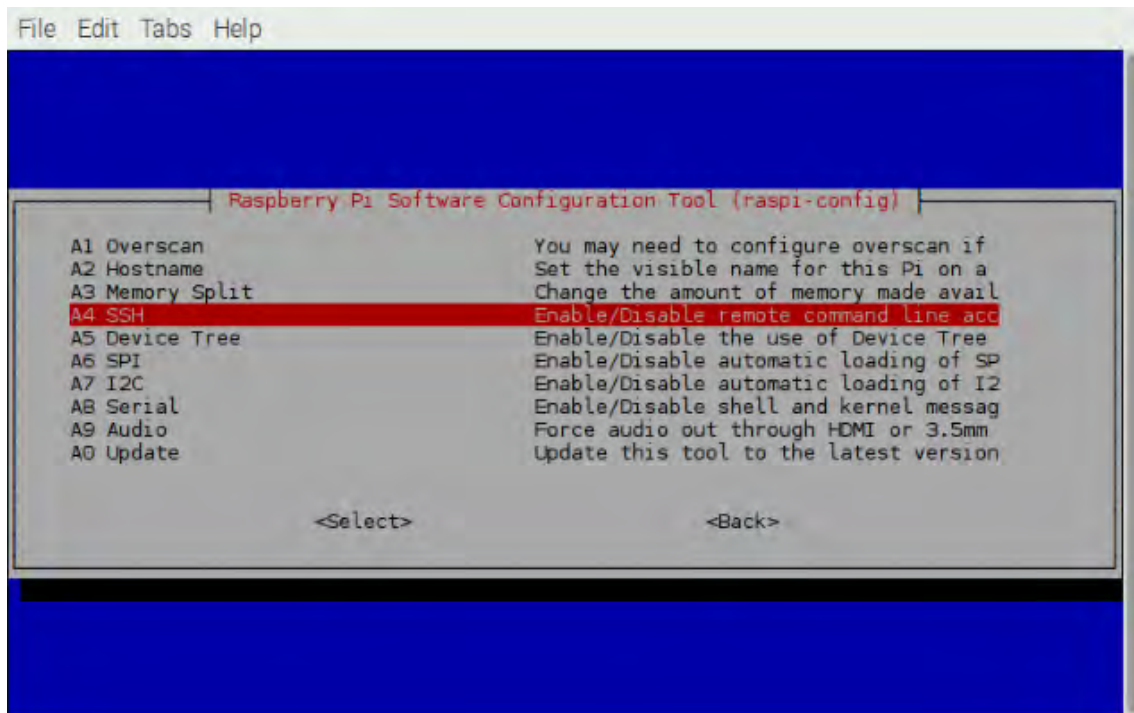 File Edit Tabs Help
Raspberry Pi Software Configuration Tool (raspi-config)
A1 Overscan You may need to configure overscan if
A2 Hostname Set the visible name for this Pi on a
A3 Memory Split Change the amount of memory made avail
A4 SSH Enable/Disable remote command line acc
A5 Device Tree Enable/Disable the use of Device Tree
A6 SPI Enable/Disable automatic loading of SP
A7 I2C Enable/Disable automatic loading of I2
A8 Serial Enable/Disable shell and kernel messag
A9 Audio Force audio out through HDMI or 3.5mm
A0 Update Update this tool to the latest version
<Select> <Back>